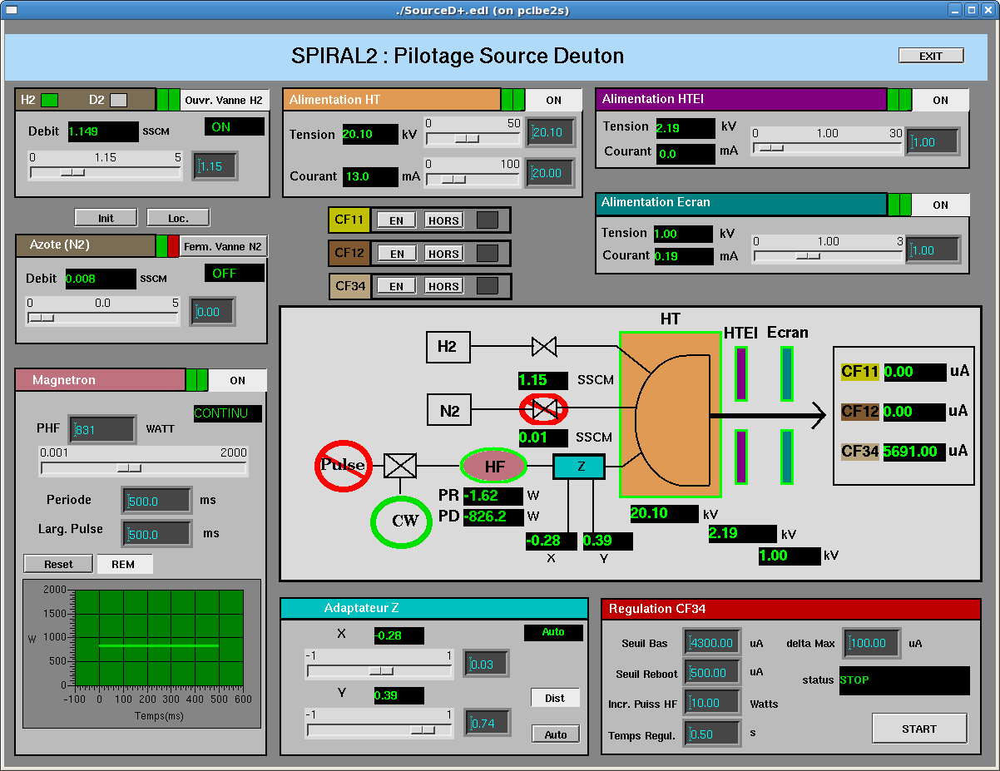 ./SourceD+.edl (on pclbe2s)
SPIRAL2 : Pilotage Source Deuton
EXIT
H2 D2 Ouvr. Vanne H2
Debit 1.149 SSCM ON
0 1.15 5
1.15
Init Loc.
Azote (N2) Ferm. Vanne N2
Debit 0.008 SSCM OFF
0 0.0 5
0.00
Alimentation HT ON
Tension 20.10 kV 0 50 20.10
Courant 13.0 mA 0 100 20.00
CF11 EN HORS
CF12 EN HORS
CF34 EN HORS
Alimentation HTEI ON
Tension 2.19 kV
Courant 0.0 mA
0 1.00 30
1.00
Alimentation Ecran ON
Tension 1.00 kV
Courant 0.19 mA
0 1.00 3
1.00
Magnetron ON
CONTINU
PHF 831 WATT
0.001 2000
Periode 500.0 ms
Larg. Pulse 500.0 ms
Reset REM
2000
1500
1000
500
0
W
-100 0 100 200 300 400 500 600
Temps(ms)
HT
HTEI Ecran
H2
1.15 SSCM
N2
0.01 SSCM
Pulse
HF
Z
CW
PR -1.62 W
PD -826.2 W
-0.28 0.39
X Y
20.10 kV
2.19 kV
1.00 kV
CF11 0.00 uA
CF12 0.00 uA
CF34 5691.00 uA
Adaptateur Z
X -0.28 Auto
-1 1
0.03
Y 0.39
Dist
-1 1
0.74
Auto
Regulation CF34
Seuil Bas 4300.00 uA delta Max 100.00 uA
Seuil Reboot 500.00 uA status STOP
Incr. Puiss HF 10.00 Watts
Temps Regul. 0.50 s
START